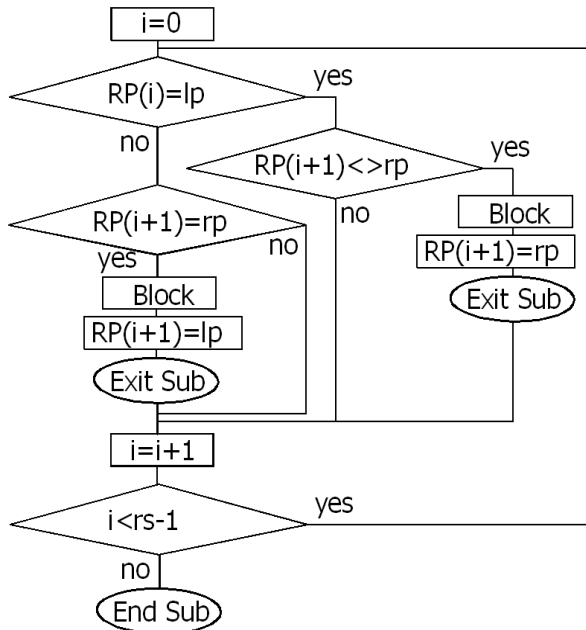 i=0
RP(i)=lp
yes
no
RP(i+1)<>rp
yes
no
RP(i+1)=rp
no
yes
Block
RP(i+1)=rp
Exit Sub
Block
RP(i+1)=lp
Exit Sub
i=i+1
i<rs-1
yes
no
End Sub